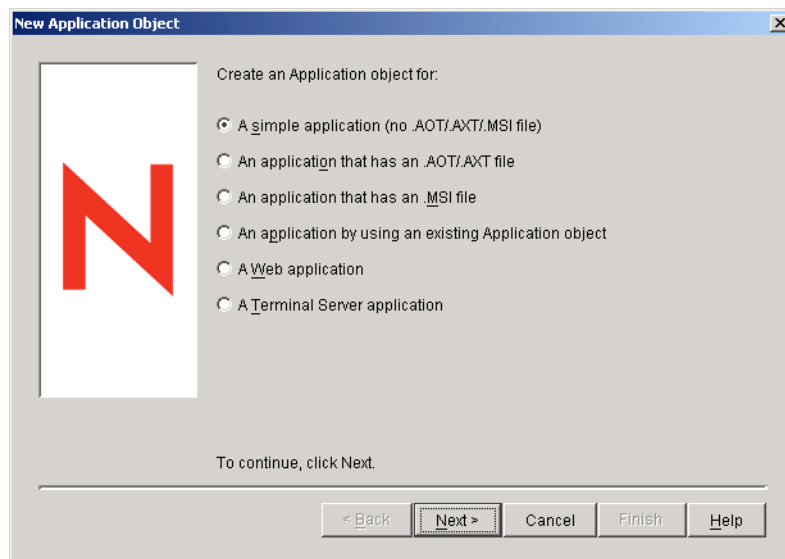 New Application Object
Create an Application object for:
A simple application (no .AOT/.AXT/.MSI file)
An application that has an .AOT/.AXT file
An application that has an .MSI file
An application by using an existing Application object
A Web application
A Terminal Server application
To continue, click Next.
< Back
Next >
Cancel
Finish
Help